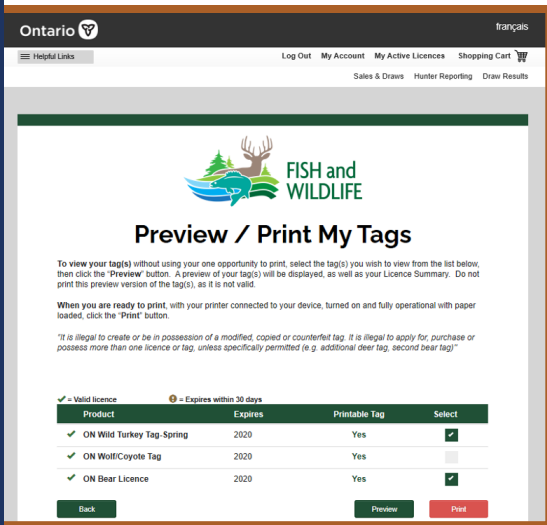 Ontario
français
Helpful Links
Log Out My Account My Active Licences Shopping Cart
Sales & Draws Hunter Reporting Draw Results
FISH and
WILDLIFE
Preview / Print My Tags
To view your tag(s) without using your one opportunity to print, select the tag(s) you wish to view from the list below,
then click the "Preview" button. A preview of your tag(s) will be displayed, as well as your Licence Summary. Do not
print this preview version of the tag(s), as it is not valid.
When you are ready to print, with your printer connected to your device, turned on and fully operational with paper
loaded, click the "Print" button.
"It is illegal to create or be in possession of a modified, copied or counterfeit tag. It is illegal to apply for, purchase or
possess more than one licence or tag, unless specifically permitted (e.g. additional deer tag, second bear tag)"
= Valid licence = Expires within 30 days
Product Expires Printable Tag Select
ON Wild Turkey Tag-Spring 2020 Yes
ON Wolf/Coyote Tag 2020 Yes
ON Bear Licence 2020 Yes
Back Preview Print